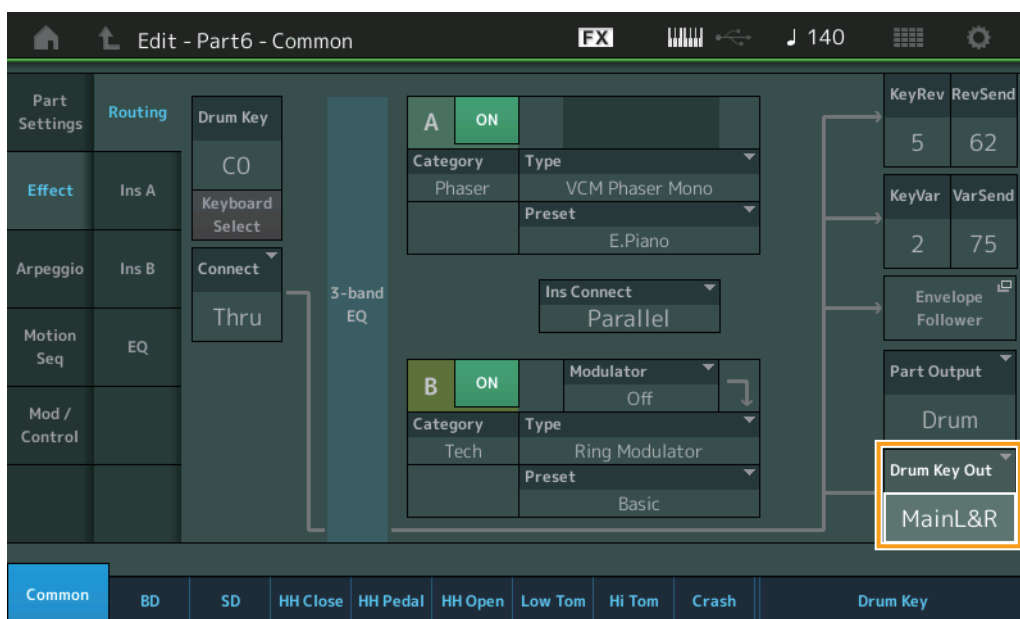 Edit - Part6 - Common
FX
140
Part
Settings
Effect
Arpeggio
Motion
Seq
Mod /
Control
Routing
Ins A
Ins B
EQ
Drum Key
C0
Keyboard
Select
Connect
Thru
3-band
EQ
A
ON
Category
Type
Phaser
VCM Phaser Mono
Preset
E.Piano
Ins Connect
Parallel
B
ON
Modulator
Off
Category
Type
Tech
Ring Modulator
Preset
Basic
KeyRev
RevSend
5
62
KeyVar
VarSend
2
75
Envelope
Follower
Part Output
Drum
Drum Key Out
MainL&R
Common
BD
SD
HH Close
HH Pedal
HH Open
Low Tom
Hi Tom
Crash
Drum Key